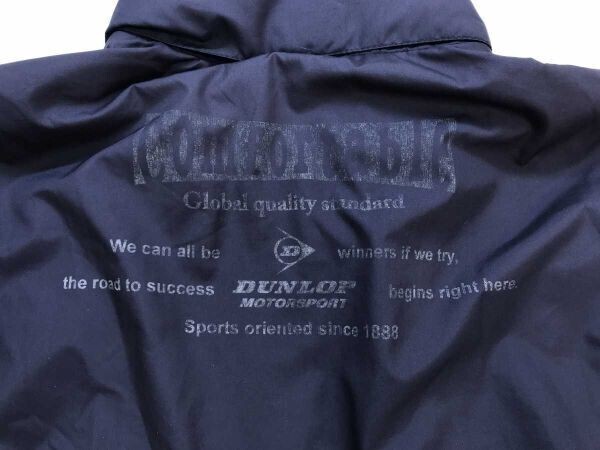 Comfortable
Global quality standard
We can all be D winners if we try,
the road to success DUNLOP begins right here.
MOTORSPORT
Sports oriented since 1888